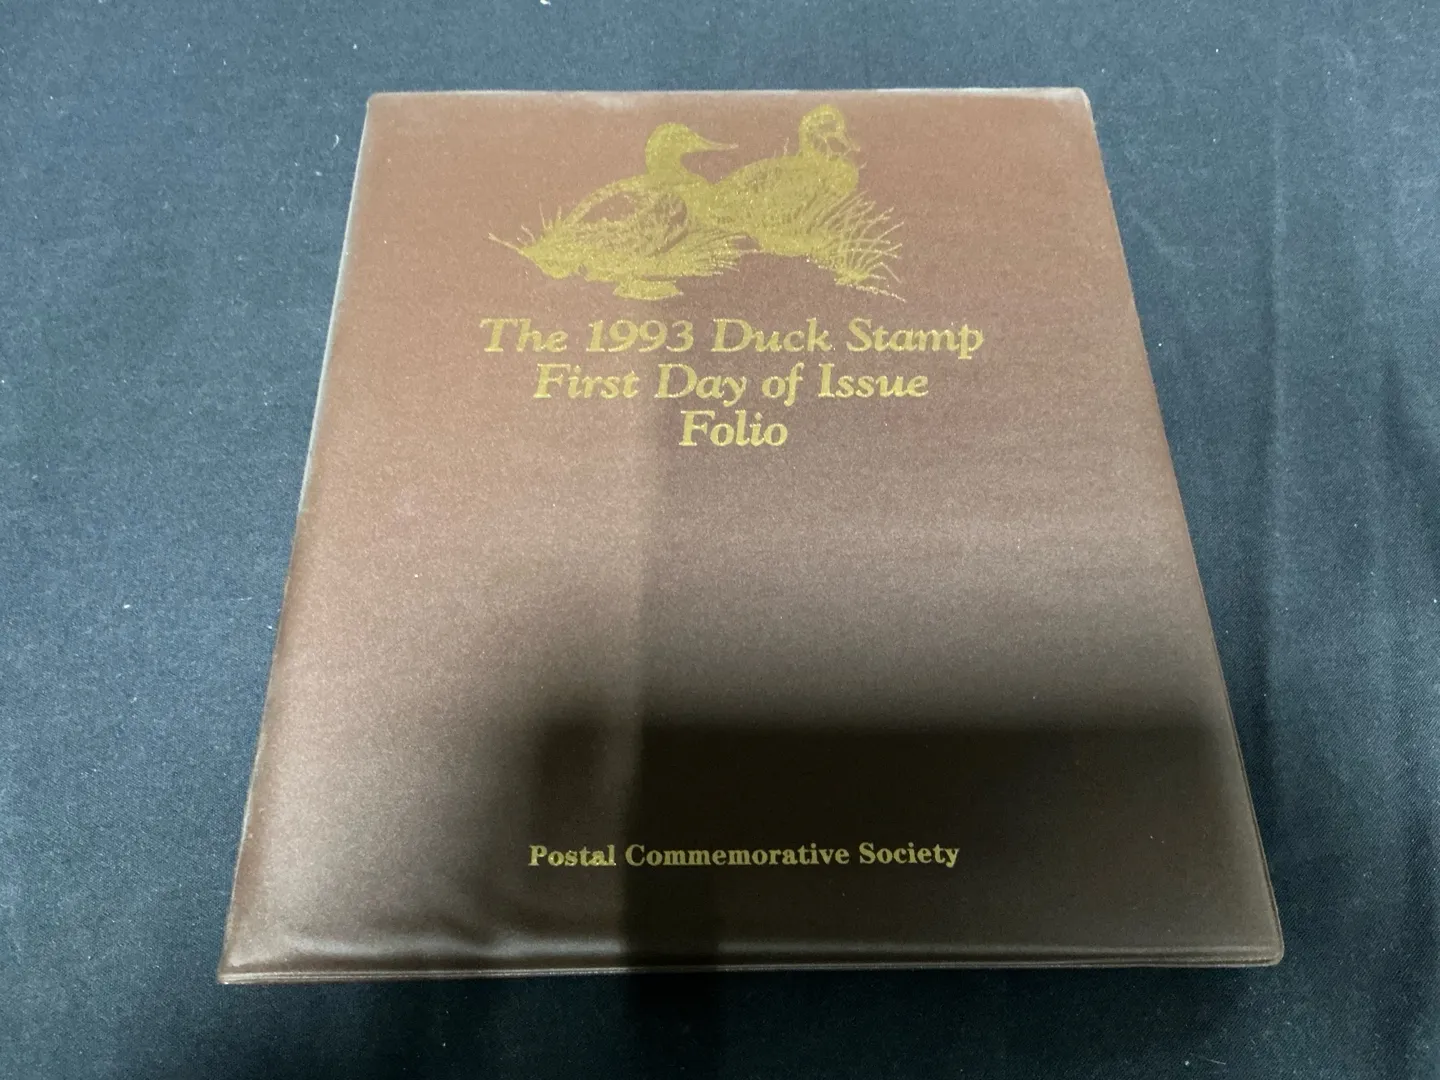 The 1993 Duck Stamp
First Day of Issue
Folio
Postal Commemorative Society